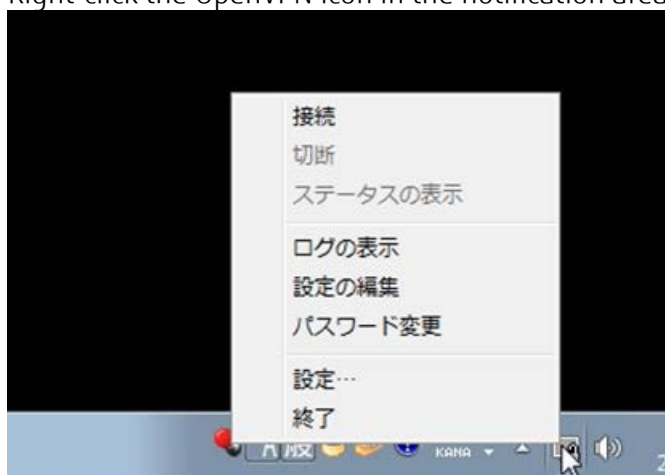 Right-click the OpenVPN icon in the notification area
接続
切断
ステータスの表示
ログの表示
設定の編集
パスワード変更
設定…
終了
般
KANA